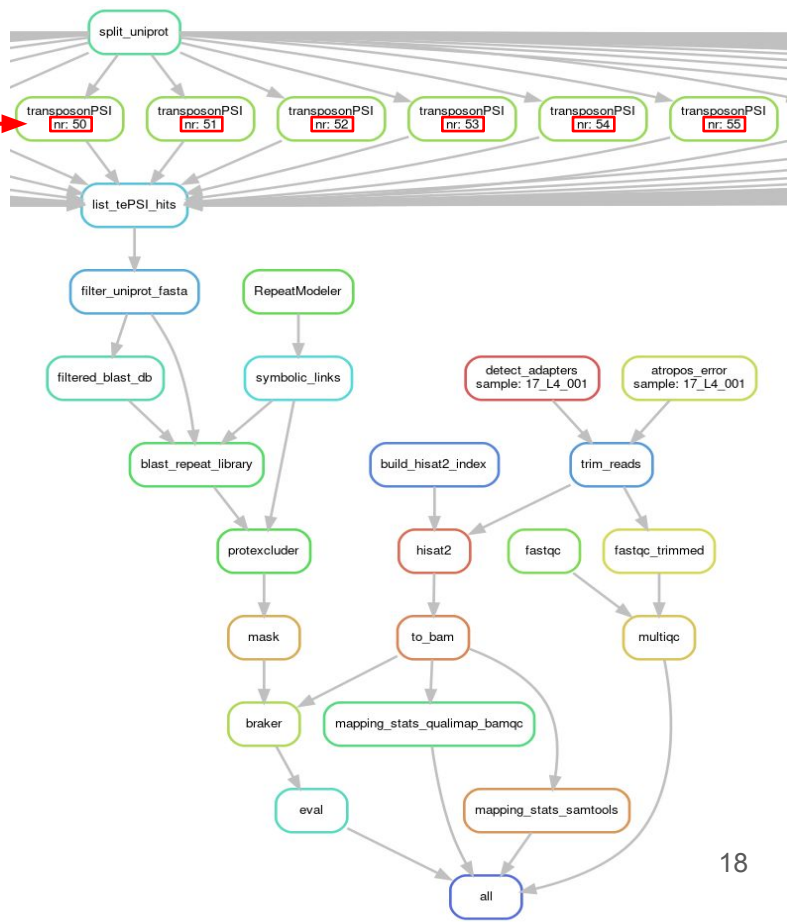 split_uniprot
transposonPSI
nr: 50
transposonPSI
nr: 51
transposonPSI
nr: 52
transposonPSI
nr: 53
transposonPSI
nr: 54
transposonPSI
nr: 55
list_tePSI_hits
filter_uniprot_fasta
RepeatModeler
filtered_blast_db
symbolic_links
detect_adapters
sample: 17_L4_001
atropos_error
sample: 17_L4_001
blast_repeat_library
build_hisat2_index
trim_reads
protexcluder
hisat2
fastqc
fastqc_trimmed
mask
to_bam
multiqc
braker
mapping_stats_qualimap_bamqc
eval
mapping_stats_samtools
18
all